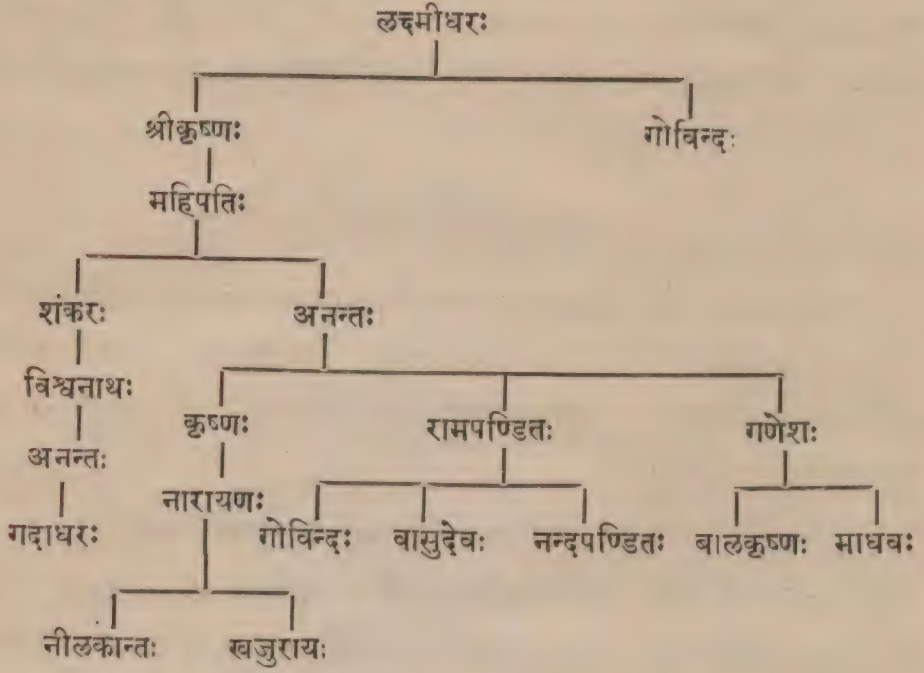 लक्ष्मीधरः
श्रीकृष्णः गोविन्दः
महिपतिः
शंकरः अनन्तः
विश्वनाथः
कृष्णः रामपण्डितः गणेशः
अनन्तः
नारायणः
गदाधरः गोविन्दः वासुदेवः नन्दपण्डितः बालकृष्णः माधवः
नीलकान्तः खजुरायः